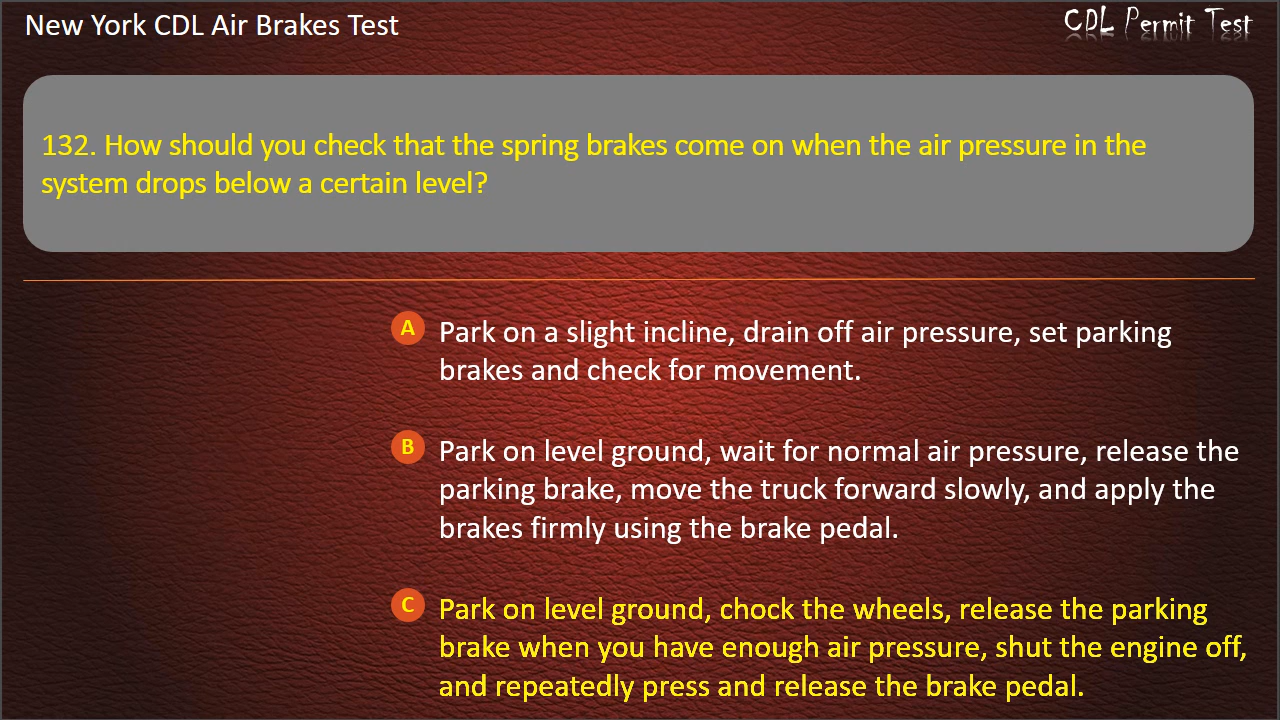 New York CDL Air Brakes Test
CDL Permit Test
132. How should you check that the spring brakes come on when the air pressure in the
system drops below a certain level?
A Park on a slight incline, drain off air pressure, set parking
brakes and check for movement.
B Park on level ground, wait for normal air pressure, release the
parking brake, move the truck forward slowly, and apply the
brakes firmly using the brake pedal.
C Park on level ground, chock the wheels, release the parking
brake when you have enough air pressure, shut the engine off,
and repeatedly press and release the brake pedal.